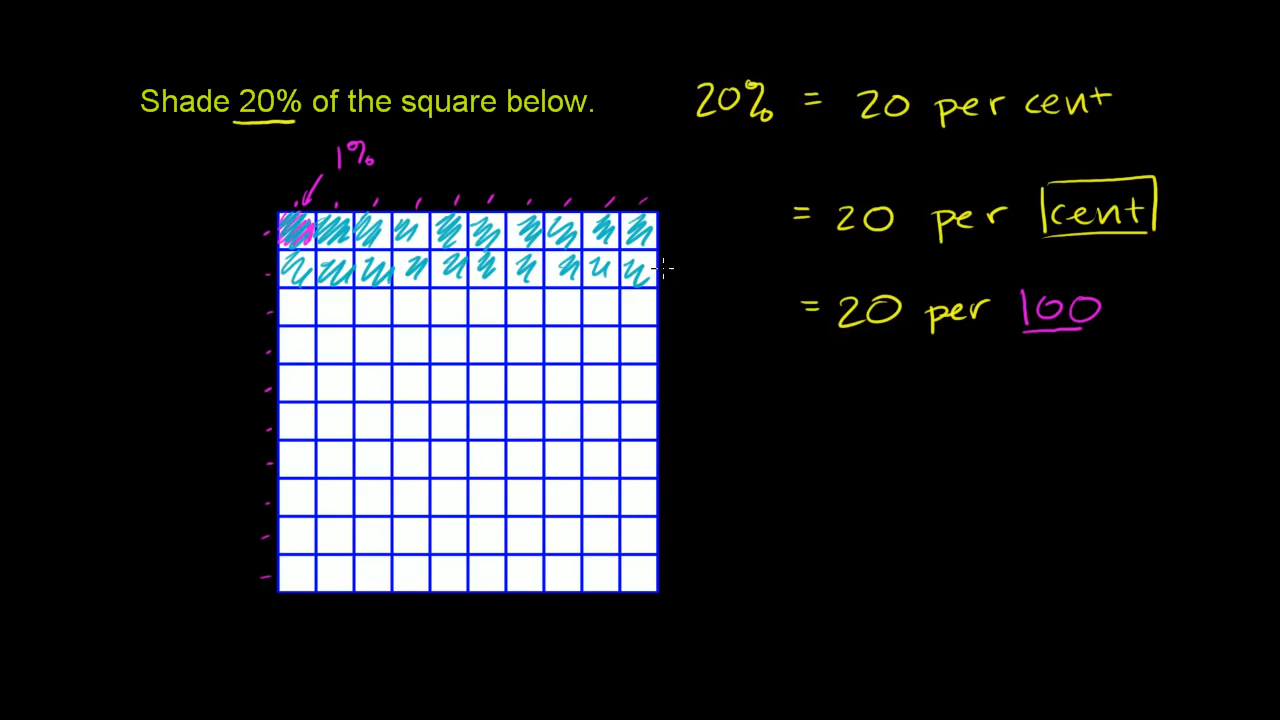 Shade 20% of the square below.
20% = 20 per cent
1%
= 20 per cent
= 20 per 100